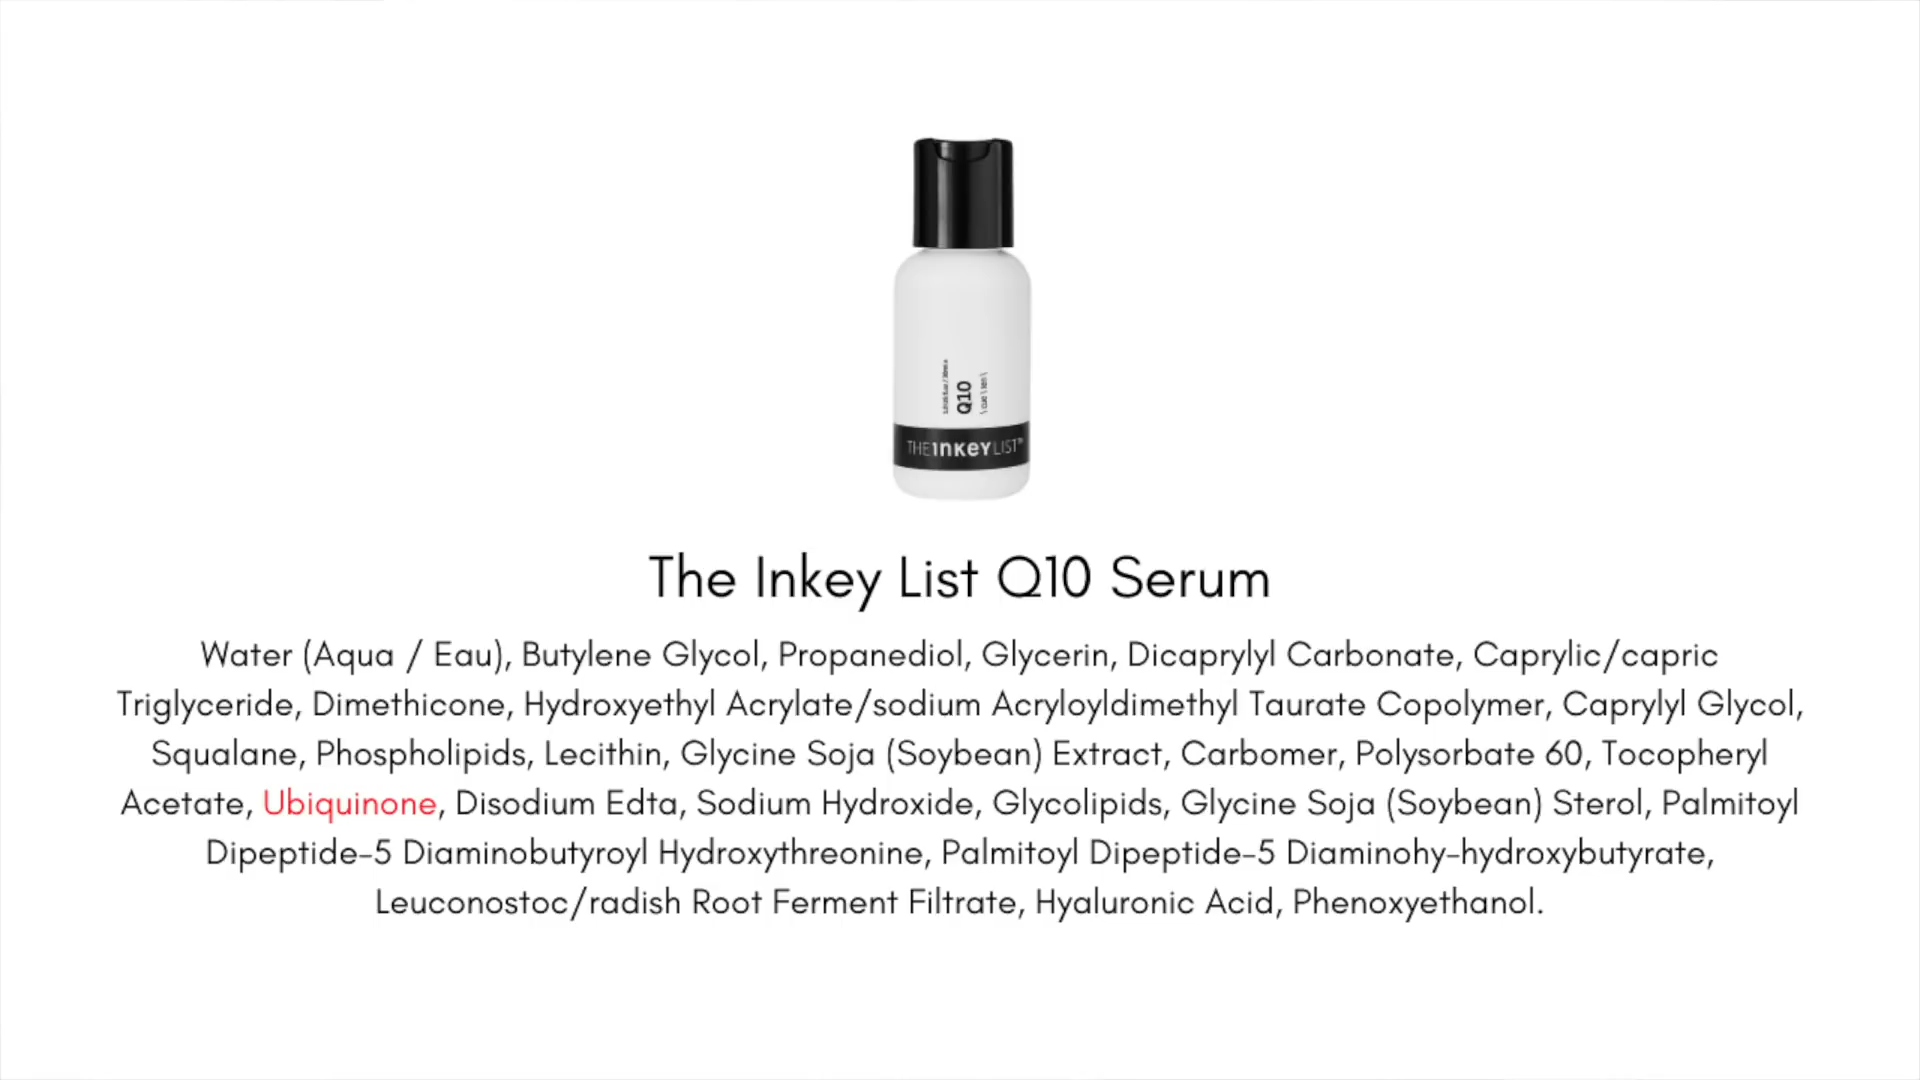 Q10
\ cue \ ten \
THE INKEY LIST™
The Inkey List Q10 Serum
Water (Aqua / Eau), Butylene Glycol, Propanediol, Glycerin, Dicaprylyl Carbonate, Caprylic/capric
Triglyceride, Dimethicone, Hydroxyethyl Acrylate/sodium Acryloyldimethyl Taurate Copolymer, Caprylyl Glycol,
Squalane, Phospholipids, Lecithin, Glycine Soja (Soybean) Extract, Carbomer, Polysorbate 60, Tocopheryl
Acetate, Ubiquinone, Disodium Edta, Sodium Hydroxide, Glycolipids, Glycine Soja (Soybean) Sterol, Palmitoyl
Dipeptide-5 Diaminobutyroyl Hydroxythreonine, Palmitoyl Dipeptide-5 Diaminohy-hydroxybutyrate,
Leuconostoc/radish Root Ferment Filtrate, Hyaluronic Acid, Phenoxyethanol.